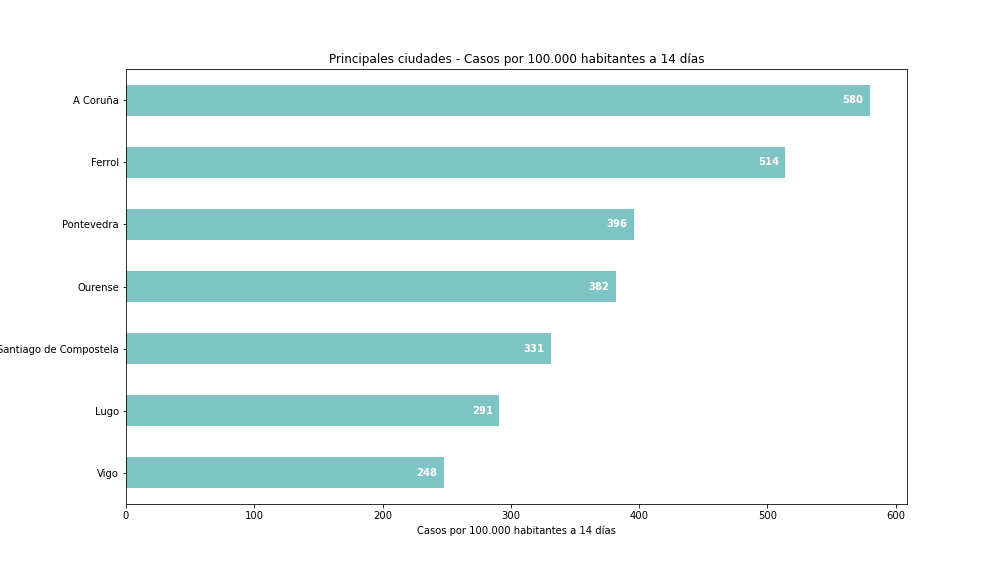 Principales ciudades - Casos por 100.000 habitantes a 14 días
A Coruña
580
Ferrol
514
Pontevedra
396
Ourense
382
Santiago de Compostela
331
Lugo
291
Vigo
248
0 100 200 300 400 500 600
Casos por 100.000 habitantes a 14 días